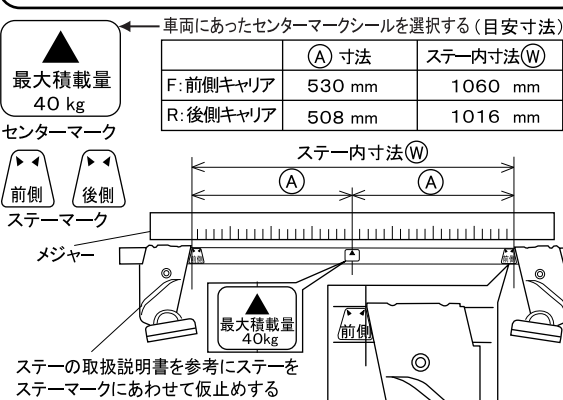 車両にあったセンターマークシールを選択する(目安寸法)
最大積載量
40 kg
センターマーク
前側 後側
ステーマーク
Ⓐ 寸法 ステー内寸法Ⓦ
F:前側キャリア 530 mm 1060 mm
R:後側キャリア 508 mm 1016 mm
ステー内寸法Ⓦ
Ⓐ Ⓐ
メジャー
前側 前側
最大積載量
40kg
前側
ステーの取扱説明書を参考にステーを
ステーマークにあわせて仮止めする